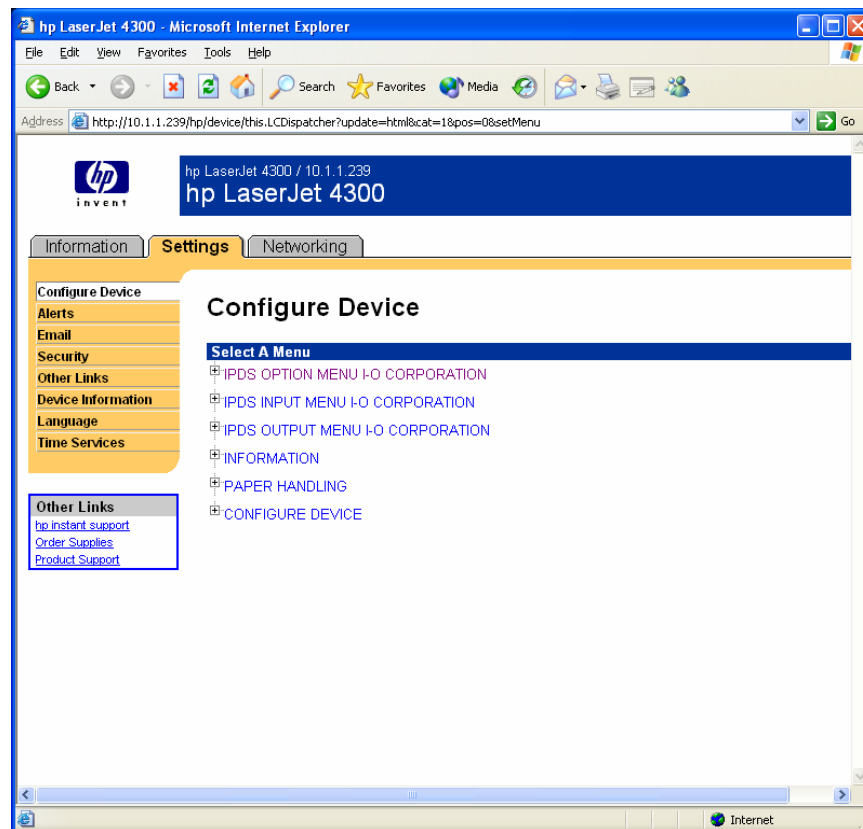 hp LaserJet 4300 - Microsoft Internet Explorer
File Edit View Favorites Tools Help
Back Search Favorites Media
Address http://10.1.1.239/hp/device/this.LCDispatcher?update=html&cat=1&pos=0&setMenu Go
hp
invent
hp LaserJet 4300 / 10.1.1.239
hp LaserJet 4300
Information Settings Networking
Configure Device
Alerts
Email
Security
Other Links
Device Information
Language
Time Services
Other Links
hp instant support
Order Supplies
Product Support
Configure Device
Select A Menu
IPDS OPTION MENU I-O CORPORATION
IPDS INPUT MENU I-O CORPORATION
IPDS OUTPUT MENU I-O CORPORATION
INFORMATION
PAPER HANDLING
CONFIGURE DEVICE
Internet